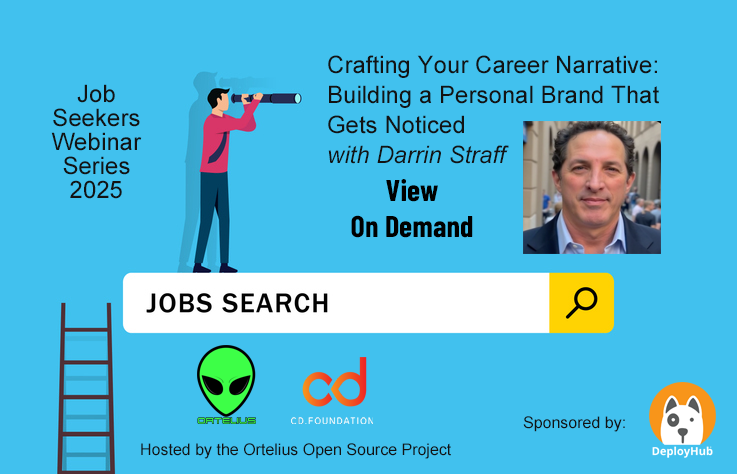 Job
Seekers
Webinar
Series
2025
Crafting Your Career Narrative:
Building a Personal Brand That
Gets Noticed
with Darrin Straff
View
On Demand
JOBS SEARCH
ORTELIUS
cd
CD.FOUNDATION
Hosted by the Ortelius Open Source Project
Sponsored by:
DeployHub